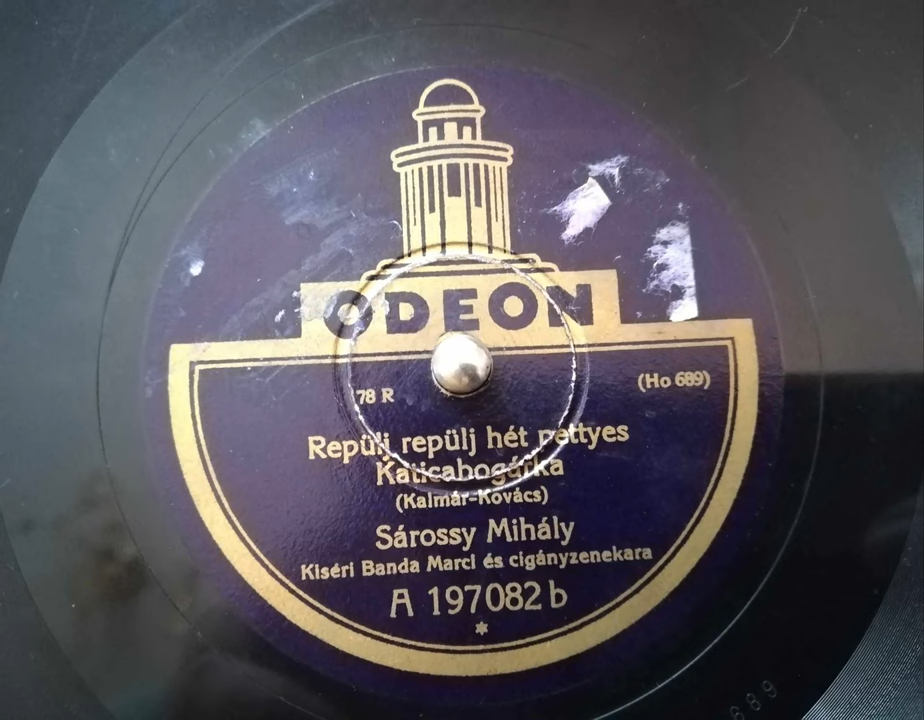 ODEON
78 R
(Ho 689)
Repülj repülj hét pettyes
Katicabogárka
(Kalmár-Kovács)
Sárossy Mihály
Kiséri Banda Marci és cigányzenekara
A 197082 b
689